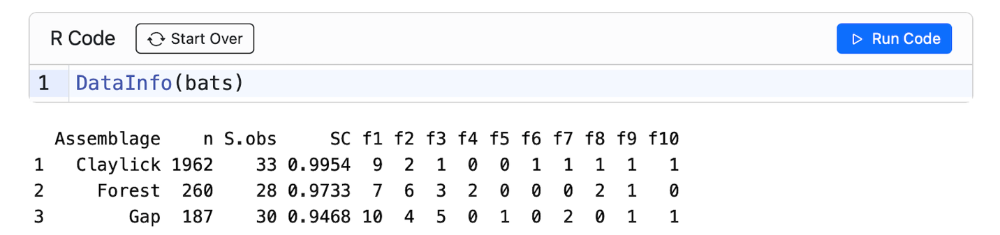 R Code Start Over Run Code
1 DataInfo(bats)
Assemblage n S.obs SC f1 f2 f3 f4 f5 f6 f7 f8 f9 f10
1 Claylick 1962 33 0.9954 9 2 1 0 0 1 1 1 1 1
2 Forest 260 28 0.9733 7 6 3 2 0 0 0 2 1 0
3 Gap 187 30 0.9468 10 4 5 0 1 0 2 0 1 1